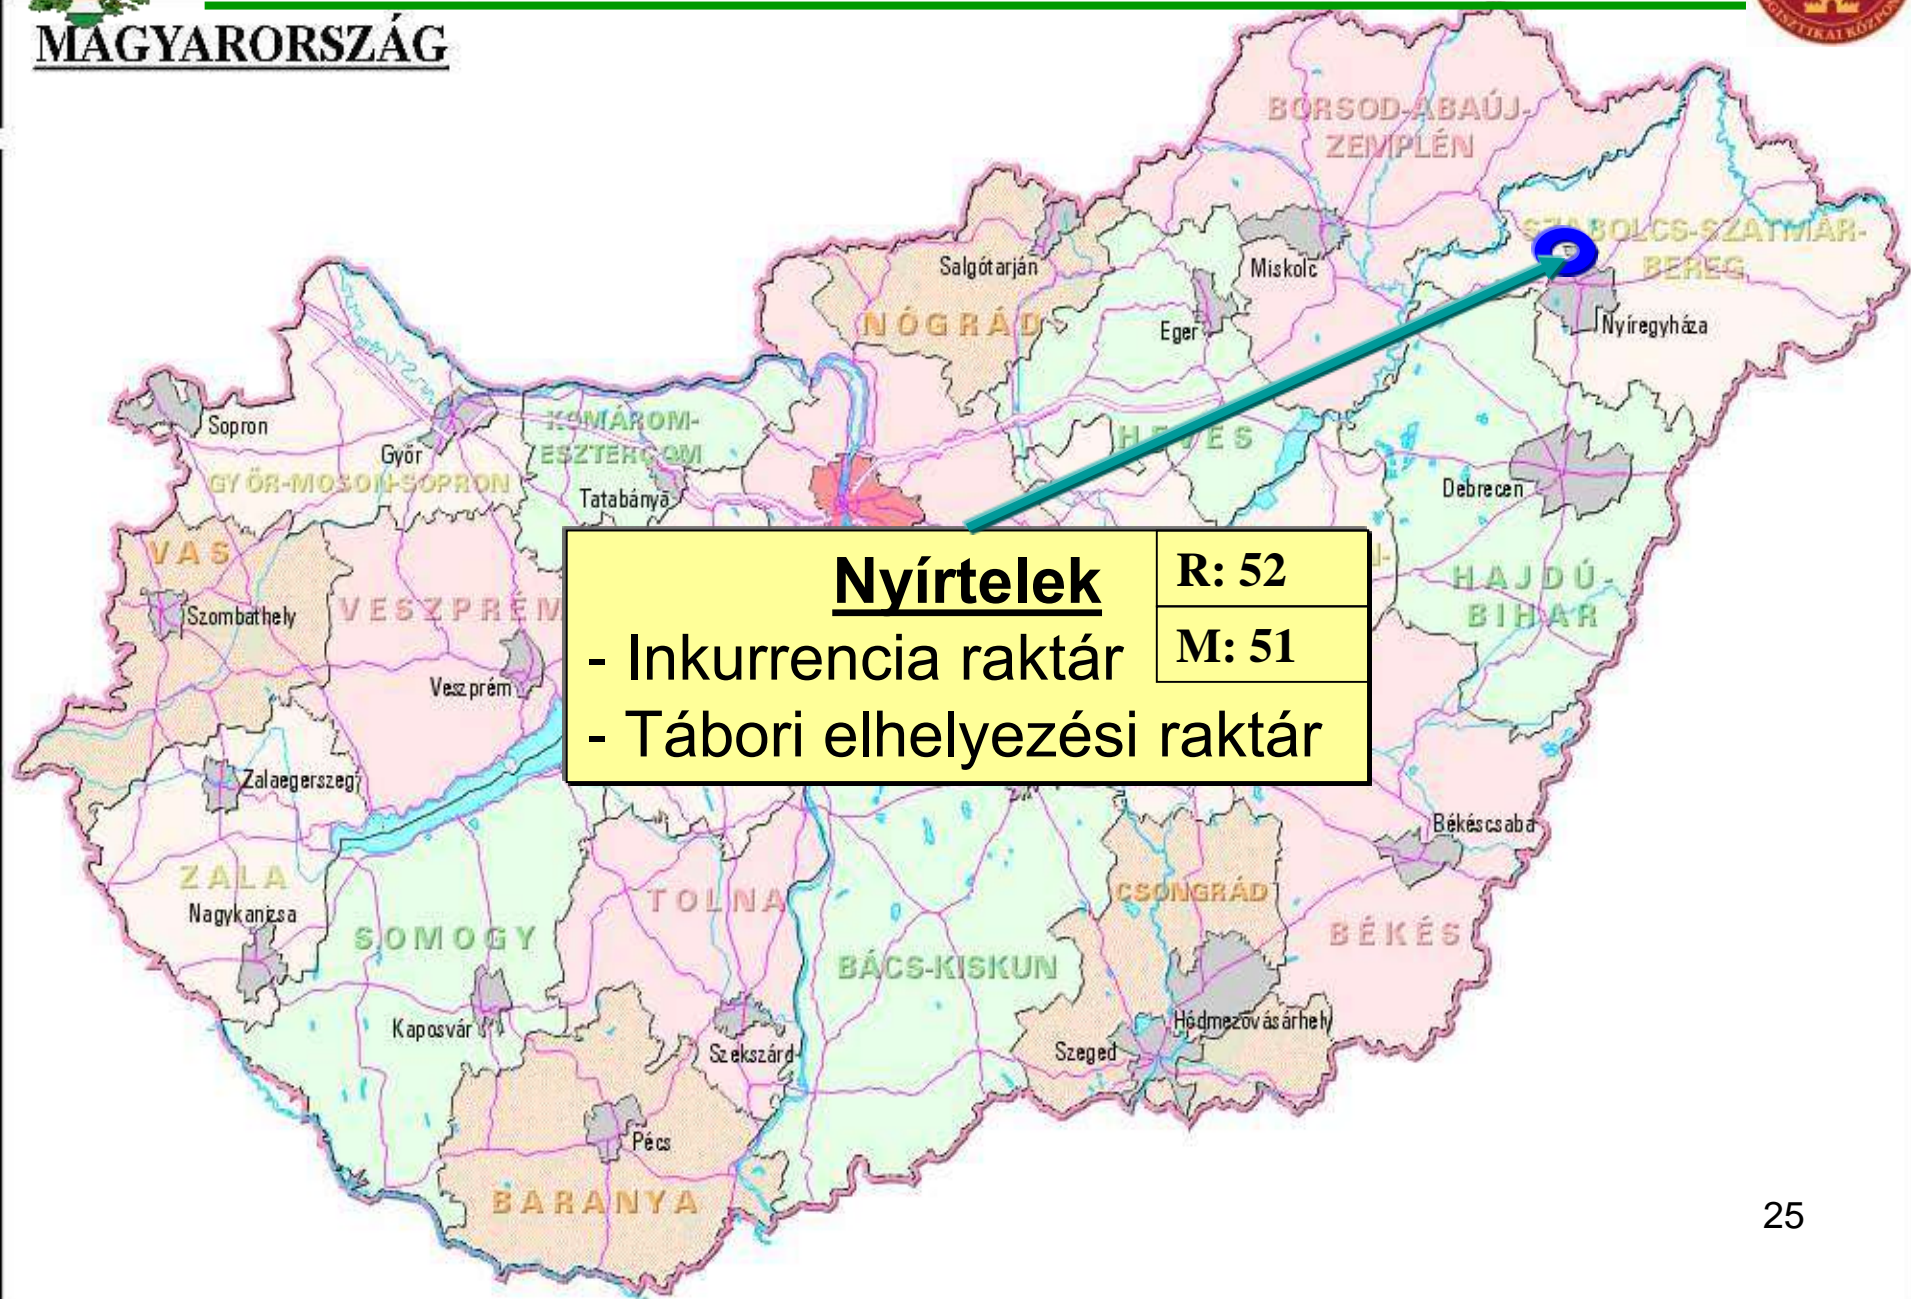 MAGYARORSZÁG
BORSOD-ABAÚJ-
ZEMPLÉN
SZABOLCS-SZATMÁR-
BEREG
Salgótarján
Miskolc
NÓGRÁD
Eger
Nyíregyháza
Sopron
Győr
KOMÁROM-
ESZTERGOM
HEVES
GYŐR-MOSON-SOPRON
Tatabánya
Debrecen
VAS
Nyírtelek
R: 52
HAJDÚ-
BIHAR
Szombathely
VESZPRÉM
- Inkurrencia raktár
M: 51
Veszprém
- Tábori elhelyezési raktár
Zalaegerszeg
Békéscsaba
ZALA
TOLNA
CSONGRÁD
Nagykanizsa
SOMOGY
BÉKÉS
BÁCS-KISKUN
Kaposvár
Hódmezővásárhely
Szekszárd
Szeged
Pécs
BARANYA
25